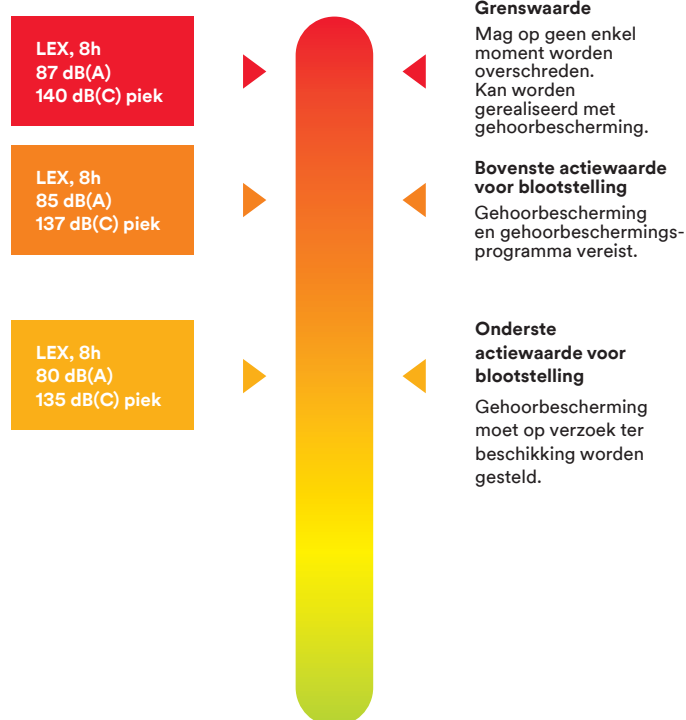 LEX, 8h
87 dB(A)
140 dB(C) piek
Grenswaarde
Mag op geen enkel
moment worden
overschreden.
Kan worden
gerealiseerd met
gehoorbescherming.
LEX, 8h
85 dB(A)
137 dB(C) piek
Bovenste actiewaarde
voor blootstelling
Gehoorbescherming
en gehoorbeschermings-
programma vereist.
LEX, 8h
80 dB(A)
135 dB(C) piek
Onderste
actiewaarde voor
blootstelling
Gehoorbescherming
moet op verzoek ter
beschikking worden
gesteld.